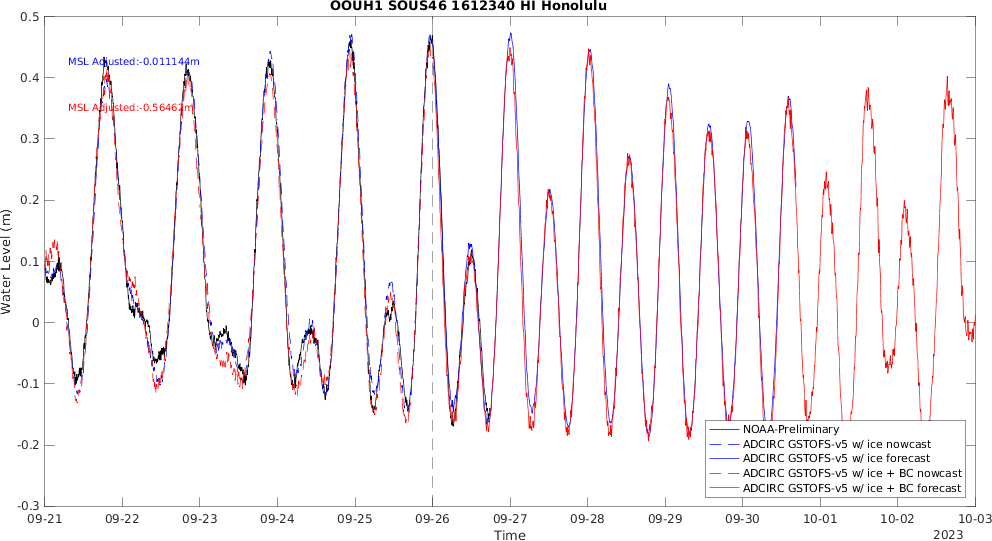 OOUH1 SOUS46 1612340 HI Honolulu
0.5
0.4
0.3
0.2
0.1
0
-0.1
-0.2
-0.3
Water Level (m)
MSL Adjusted:-0.011144m
MSL Adjusted:-0.56462m
NOAA-Preliminary
ADCIRC GSTOFS-v5 w/ ice nowcast
ADCIRC GSTOFS-v5 w/ ice forecast
ADCIRC GSTOFS-v5 w/ ice + BC nowcast
ADCIRC GSTOFS-v5 w/ ice + BC forecast
09-21 09-22 09-23 09-24 09-25 09-26 09-27 09-28 09-29 09-30 10-01 10-02 10-03
Time
2023